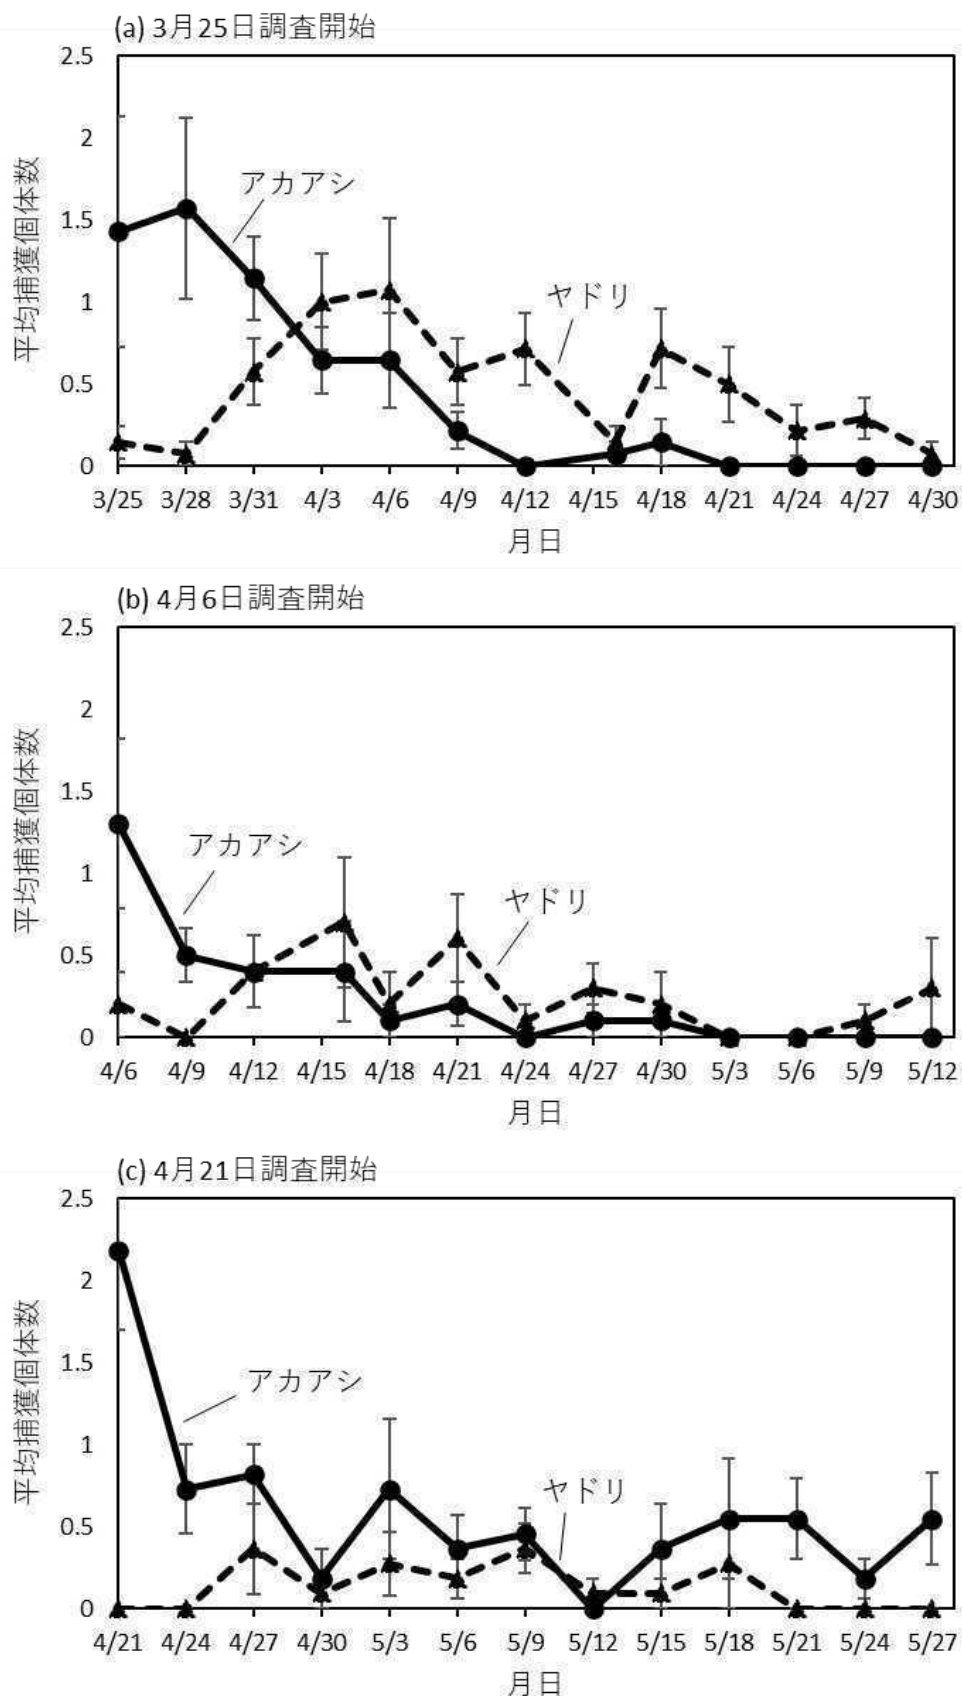 (a) 3月25日調査開始
2.5
2
1.5
1
0.5
0
平均捕獲個体数
アカアシ
ヤドリ
3/25 3/28 3/31 4/3 4/6 4/9 4/12 4/15 4/18 4/21 4/24 4/27 4/30
月日
(b) 4月6日調査開始
2.5
2
1.5
1
0.5
0
平均捕獲個体数
アカアシ
ヤドリ
4/6 4/9 4/12 4/15 4/18 4/21 4/24 4/27 4/30 5/3 5/6 5/9 5/12
月日
(c) 4月21日調査開始
2.5
2
1.5
1
0.5
0
平均捕獲個体数
アカアシ
ヤドリ
4/21 4/24 4/27 4/30 5/3 5/6 5/9 5/12 5/15 5/18 5/21 5/24 5/27
月日